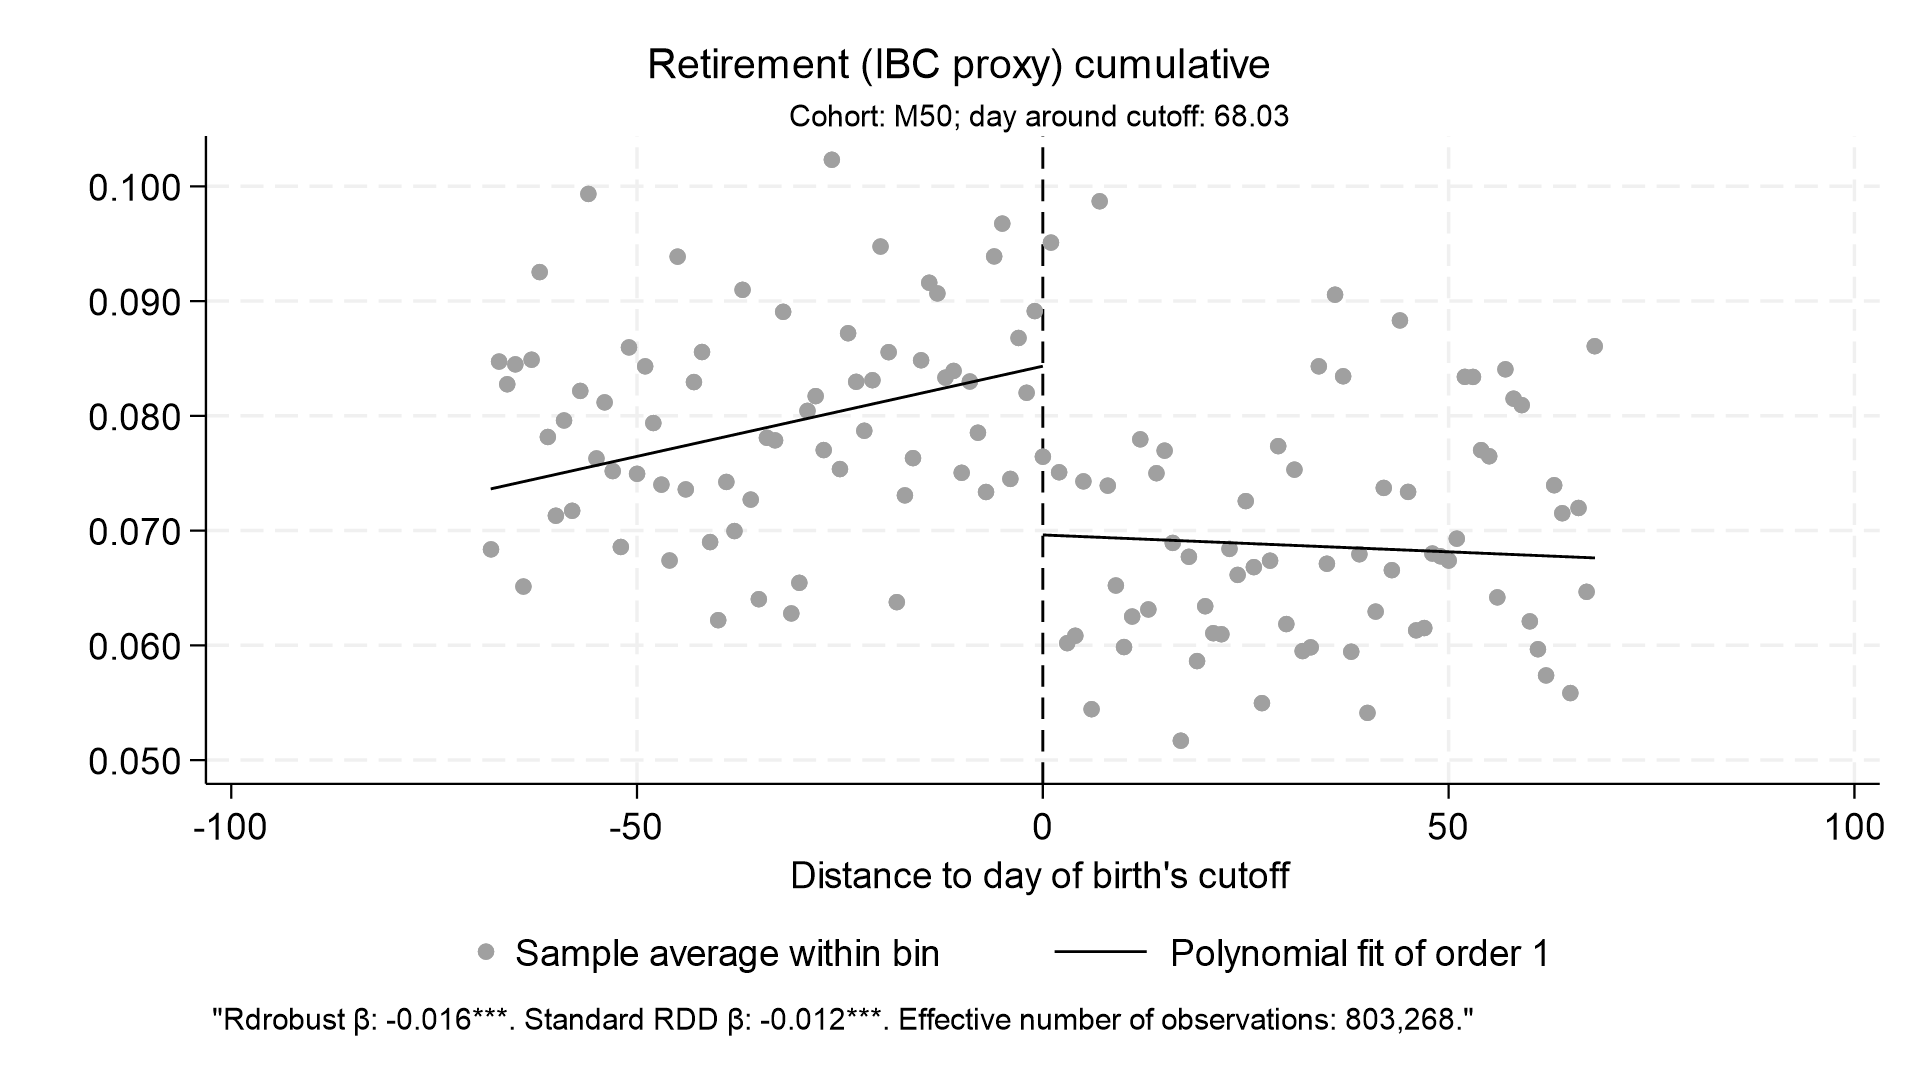 Retirement (IBC proxy) cumulative
Cohort: M50; day around cutoff: 68.03
0.100
0.090
0.080
0.070
0.060
0.050
-100 -50 0 50 100
Distance to day of birth's cutoff
Sample average within bin Polynomial fit of order 1
"Rdrobust β: -0.016***. Standard RDD β: -0.012***. Effective number of observations: 803,268."